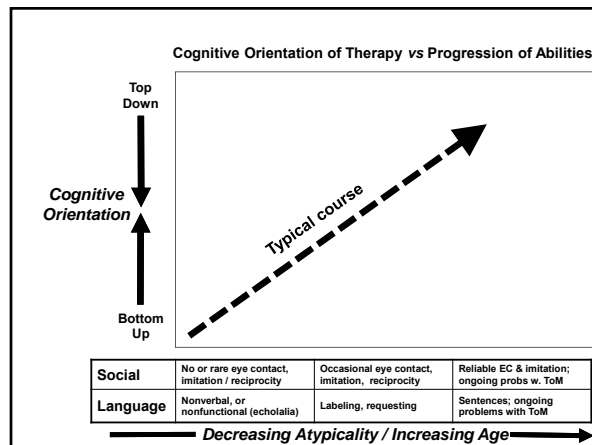 Cognitive Orientation of Therapy vs Progression of Abilities
Top
Down
Cognitive
Orientation
Bottom
Up
Typical course
Social
No or rare eye contact,
imitation / reciprocity
Occasional eye contact,
imitation, reciprocity
Reliable EC & imitation;
ongoing probs w. ToM
Language
Nonverbal, or
nonfunctional (echolalia)
Labeling, requesting
Sentences; ongoing
problems with ToM
Decreasing Atypicality / Increasing Age